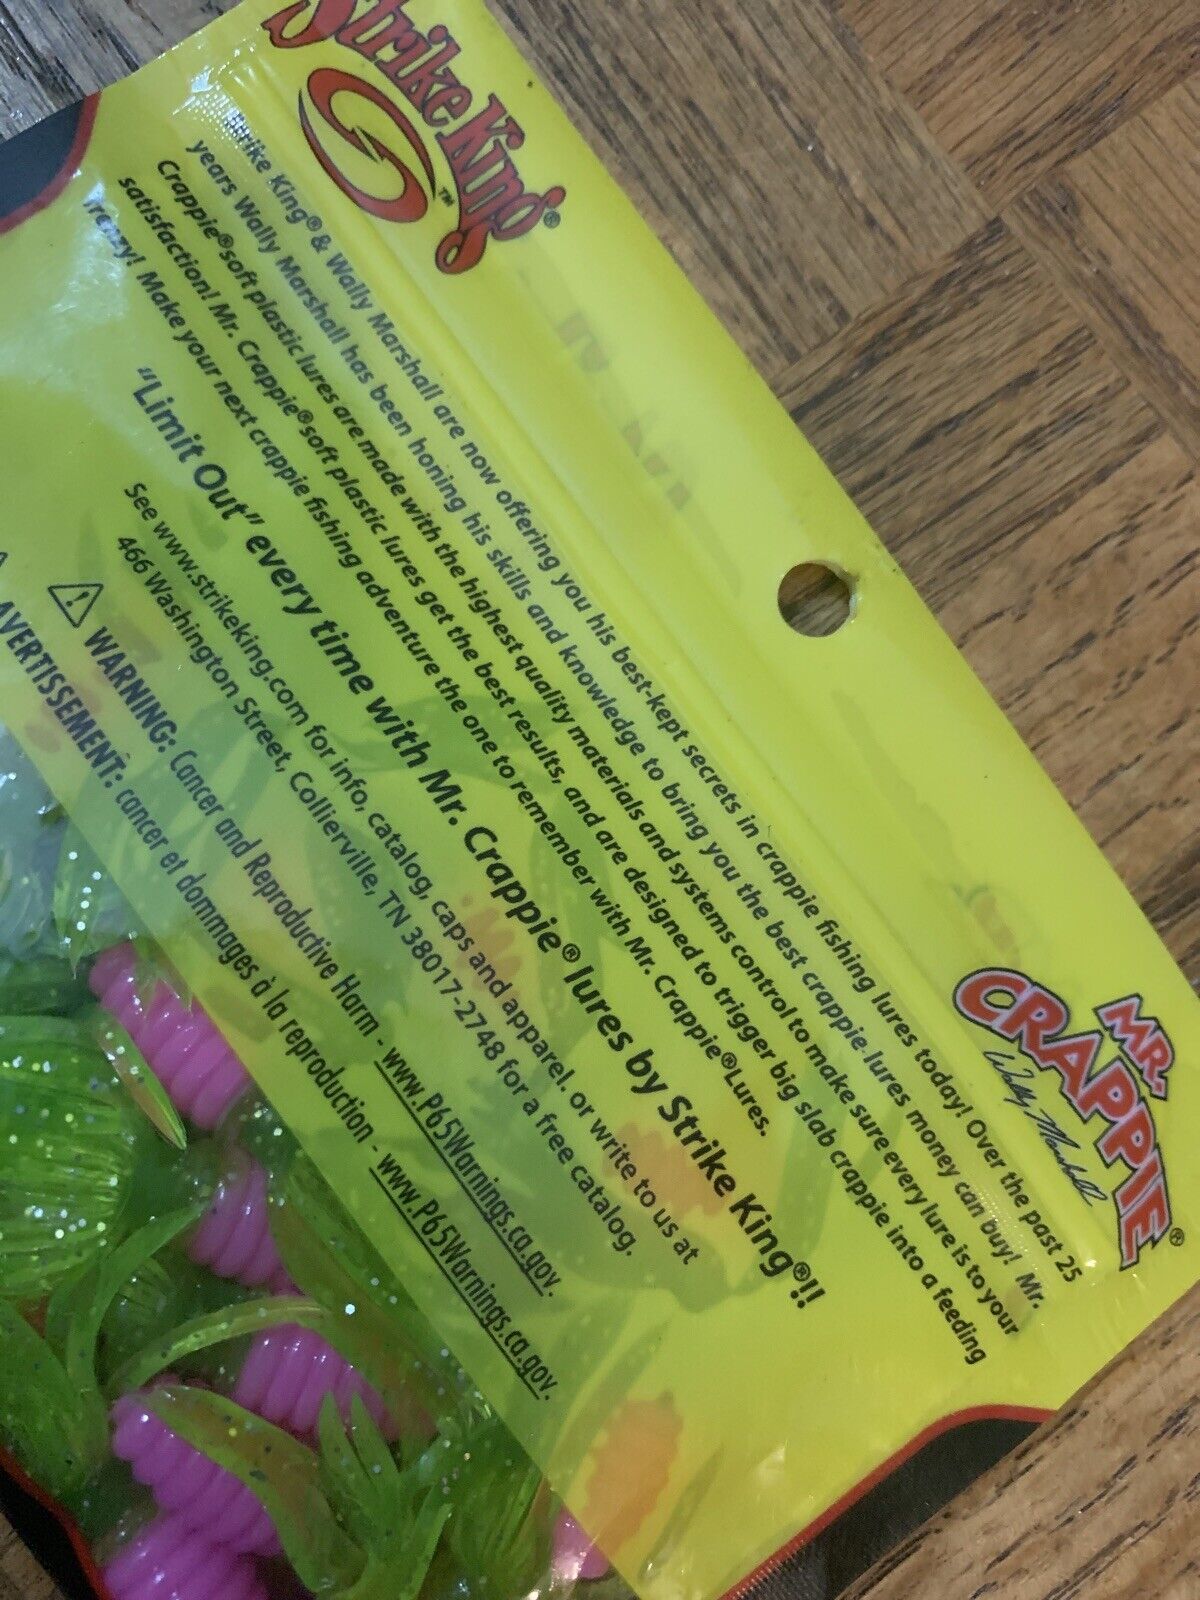 Strike King®
™
MR.
CRAPPIE®
Wally Marshall
Strike King® & Wally Marshall are now offering you his best-kept secrets in crappie fishing lures today! Over the past 25
years Wally Marshall has been honing his skills and knowledge to bring you the best crappie lures money can buy! Mr.
Crappie® soft plastic lures are made with the highest quality materials and systems control to make sure every lure is to your
satisfaction! Mr. Crappie® soft plastic lures get the best results, and are designed to trigger big slab crappie into a feeding
frenzy! Make your next crappie fishing adventure the one to remember with Mr. Crappie® Lures.
"Limit Out" every time with Mr. Crappie® lures by Strike King®!!
See www.strikeking.com for info, catalog, caps and apparel. or write to us at
466 Washington Street, Collierville, TN 38017-2748 for a free catalog.
⚠ WARNING: Cancer and Reproductive Harm - www.P65Warnings.ca.gov.
⚠ AVERTISSEMENT: cancer et dommages à la reproduction - www.P65Warnings.ca.gov.